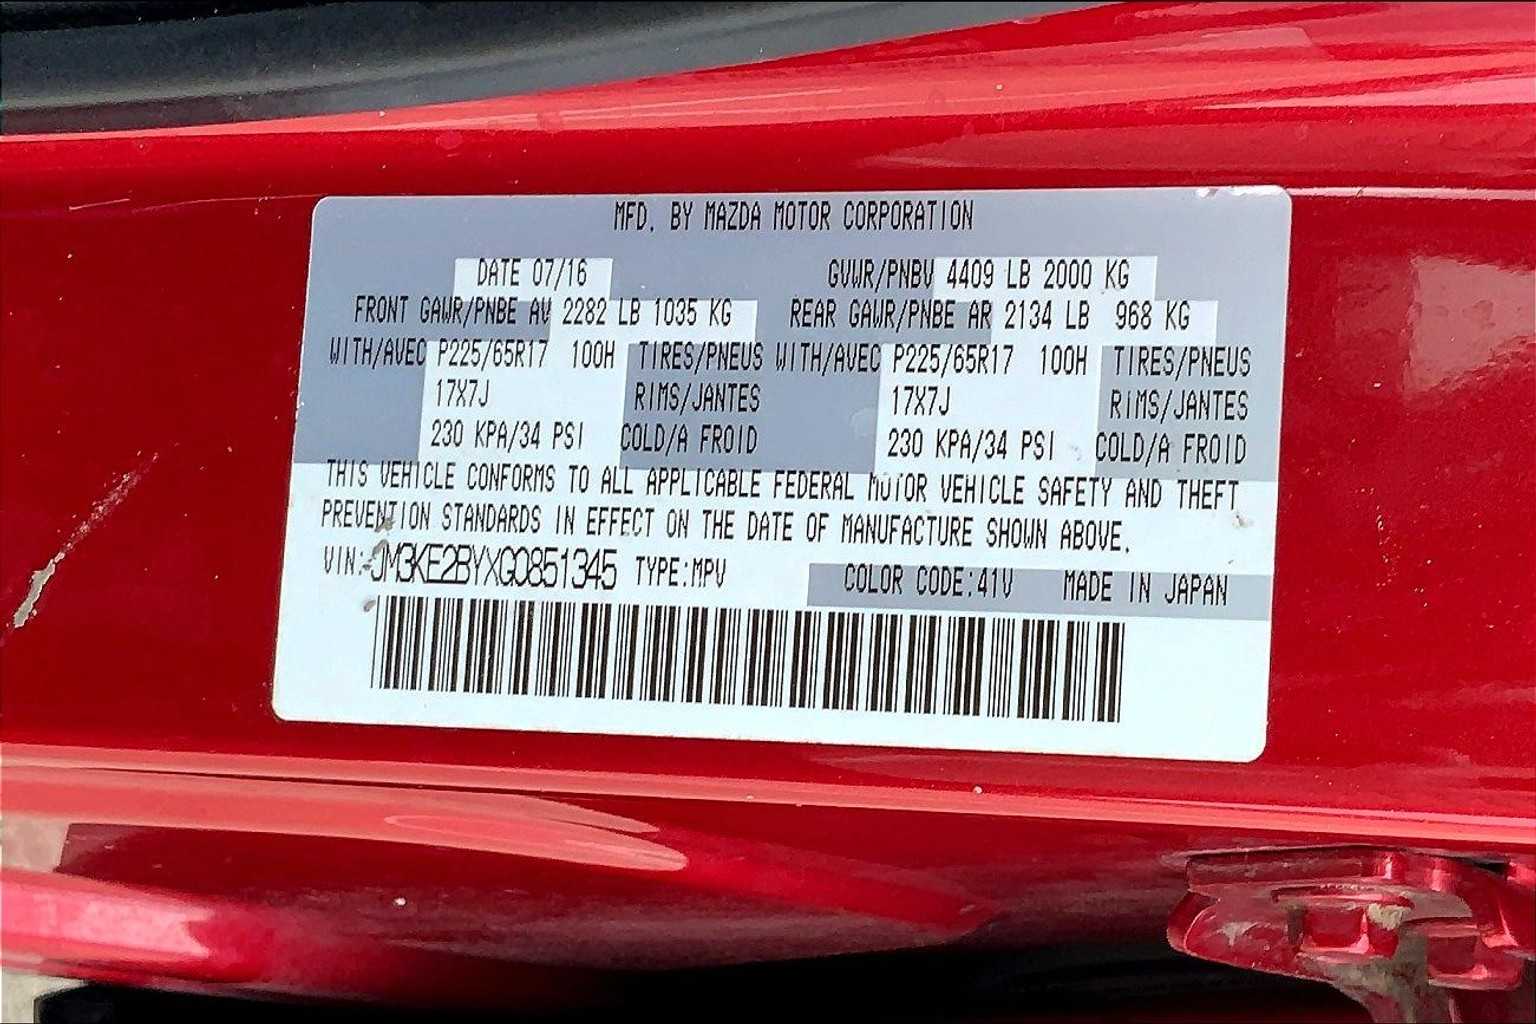 MFD. BY MAZDA MOTOR CORPORATION
DATE 07/16 GVWR/PNBV 4409 LB 2000 KG
FRONT GAWR/PNBE AV 2282 LB 1035 KG REAR GAWR/PNBE AR 2134 LB 968 KG
WITH/AVEC P225/65R17 100H TIRES/PNEUS WITH/AVEC P225/65R17 100H TIRES/PNEUS
17X7J RIMS/JANTES 17X7J RIMS/JANTES
230 KPA/34 PSI COLD/A FROID 230 KPA/34 PSI COLD/A FROID
THIS VEHICLE CONFORMS TO ALL APPLICABLE FEDERAL MOTOR VEHICLE SAFETY AND THEFT
PREVENTION STANDARDS IN EFFECT ON THE DATE OF MANUFACTURE SHOWN ABOVE.
VIN:-JM3KE2BYXG0851345 TYPE:MPV COLOR CODE:41V MADE IN JAPAN